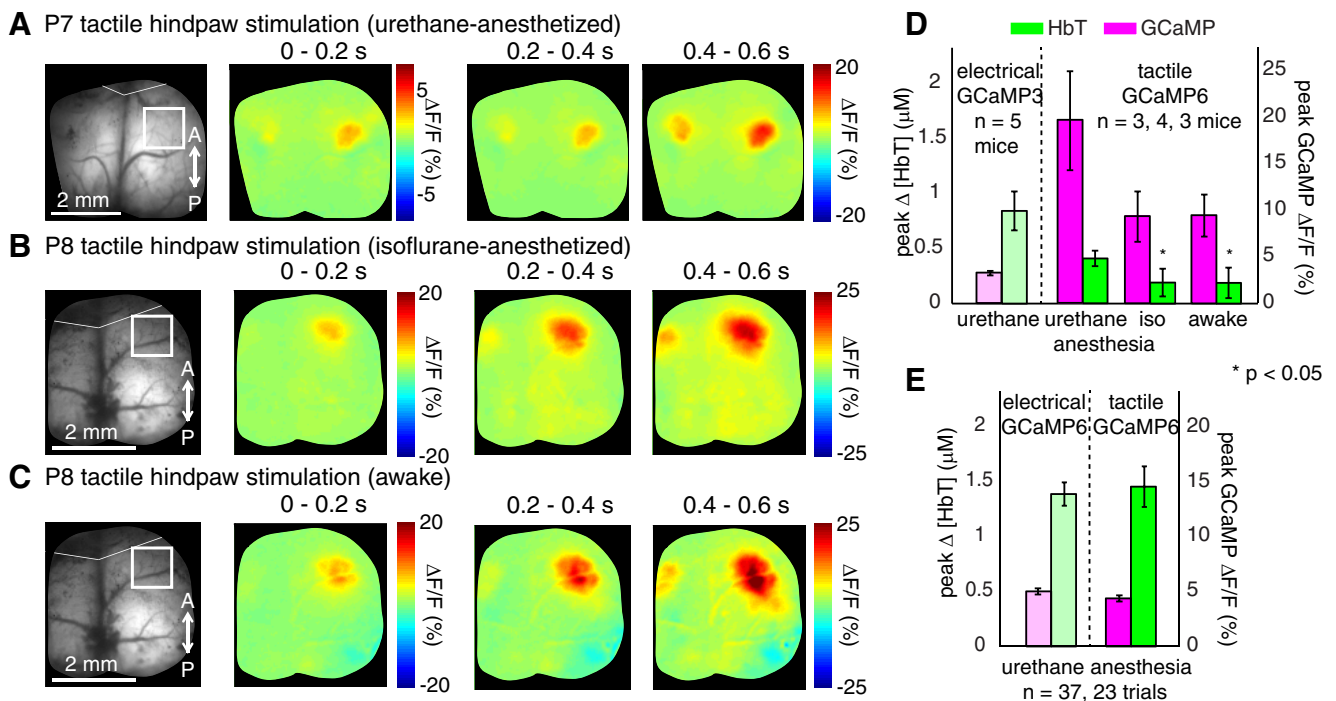 A P7 tactile hindpaw stimulation (urethane-anesthetized)
0 - 0.2 s
0.2 - 0.4 s
0.4 - 0.6 s
A
P
2 mm
5
-5
ΔF/F (%)
20
-20
ΔF/F (%)
B P8 tactile hindpaw stimulation (isoflurane-anesthetized)
0 - 0.2 s
0.2 - 0.4 s
0.4 - 0.6 s
A
P
2 mm
20
-20
ΔF/F (%)
25
-25
ΔF/F (%)
C P8 tactile hindpaw stimulation (awake)
0 - 0.2 s
0.2 - 0.4 s
0.4 - 0.6 s
A
P
2 mm
20
-20
ΔF/F (%)
25
-25
ΔF/F (%)
D
HbT GCaMP
peak Δ [HbT] (μM)
2
1.5
1
0.5
0
electrical
GCaMP3
n = 5
mice
tactile
GCaMP6
n = 3, 4, 3 mice
* *
25
20
15
10
5
0
peak GCaMP ΔF/F (%)
urethane urethane iso awake
anesthesia
* p < 0.05
E
peak Δ [HbT] (μM)
2
1.5
1
0.5
0
electrical
GCaMP6
tactile
GCaMP6
20
15
10
5
0
peak GCaMP ΔF/F (%)
urethane anesthesia
n = 37, 23 trials